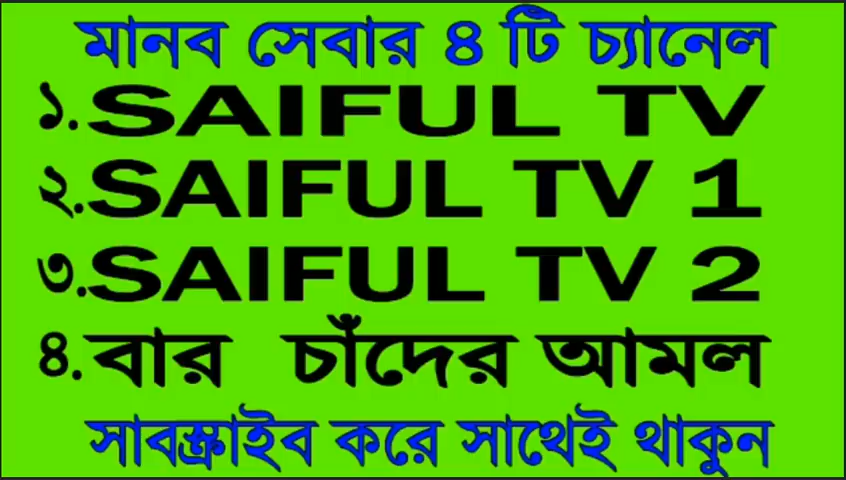 মানব সেবার ৪ টি চ্যানেল
১.SAIFUL TV
২.SAIFUL TV 1
৩.SAIFUL TV 2
৪.বার চাঁদের আমল
সাবস্ক্রাইব করে সাথেই থাকুন